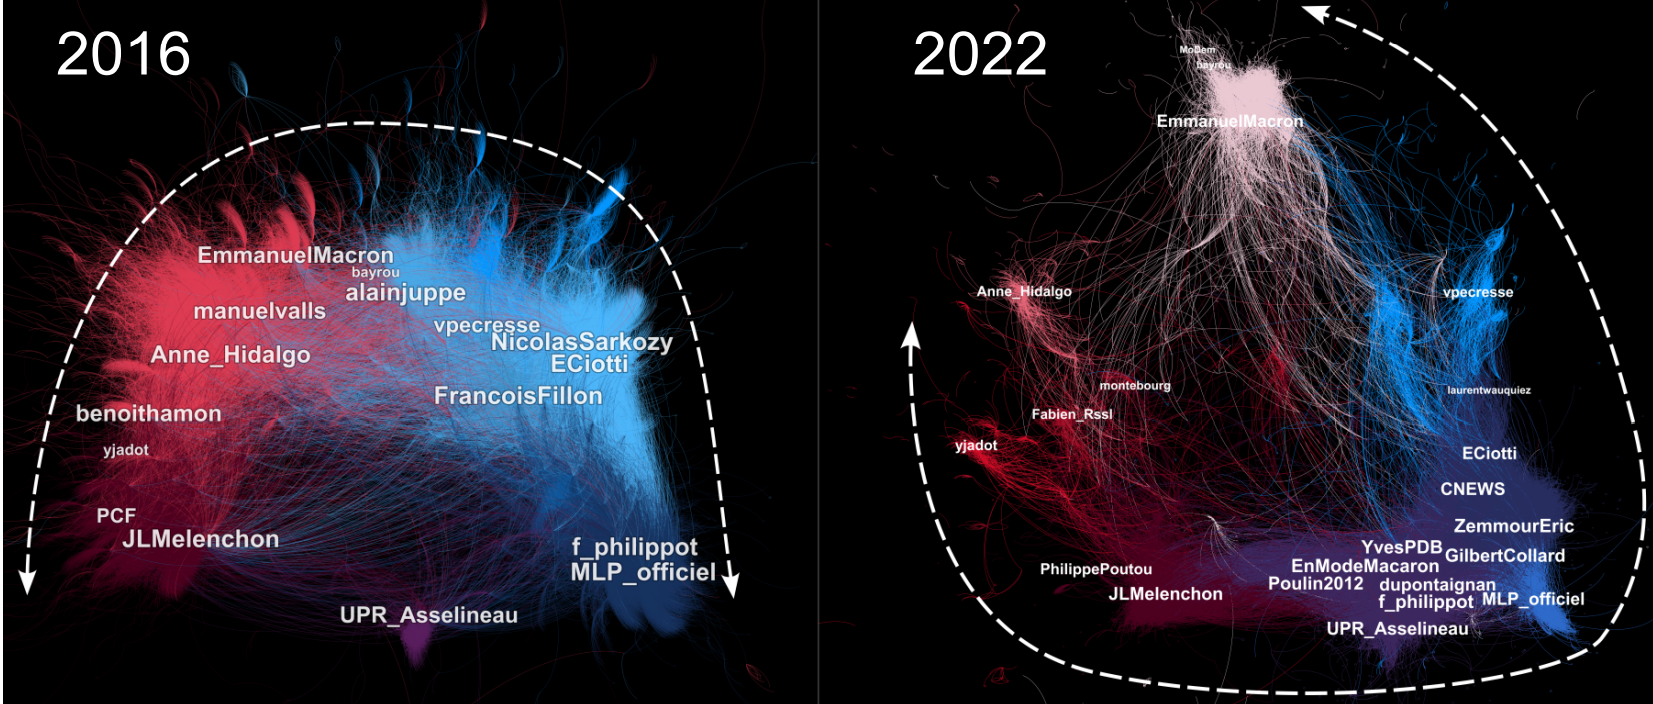 2016
EmmanuelMacron
bayrou
alainjuppe
manuelvalls
vpecresse
NicolasSarkozy
Anne_Hidalgo
ECiotti
FrancoisFillon
benoithamon
yjadot
PCF
JLMelenchon
f_philippot
MLP_officiel
UPR_Asselineau
2022
MoDem
bayrou
EmmanuelMacron
Anne_Hidalgo
vpecresse
montebourg
laurentwauquiez
Fabien_Rssl
yjadot
ECiotti
CNEWS
ZemmourEric
YvesPDB
GilbertCollard
EnModeMacaron
PhilippePoutou
Poulin2012
dupontaignan
JLMelenchon
f_philippot
MLP_officiel
UPR_Asselineau